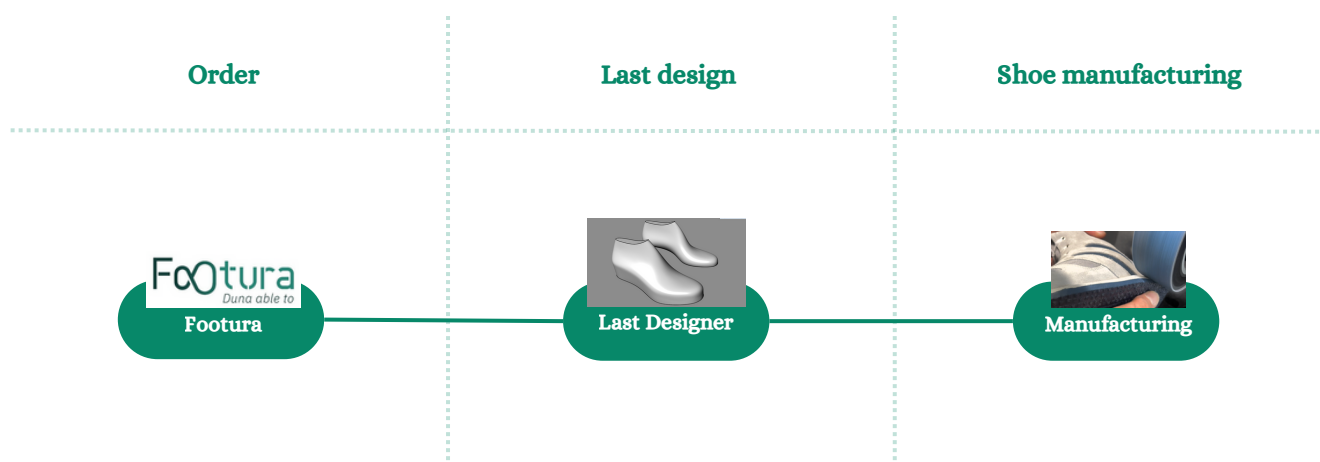 Order
Last design
Shoe manufacturing
Footura
Duna able to
Footura
Last Designer
Manufacturing